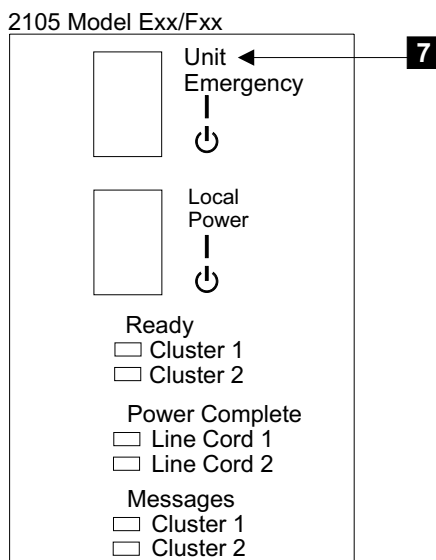 2105 Model Exx/Fxx
Unit
7
Emergency
Local
Power
Ready
Cluster 1
Cluster 2
Power Complete
Line Cord 1
Line Cord 2
Messages
Cluster 1
Cluster 2